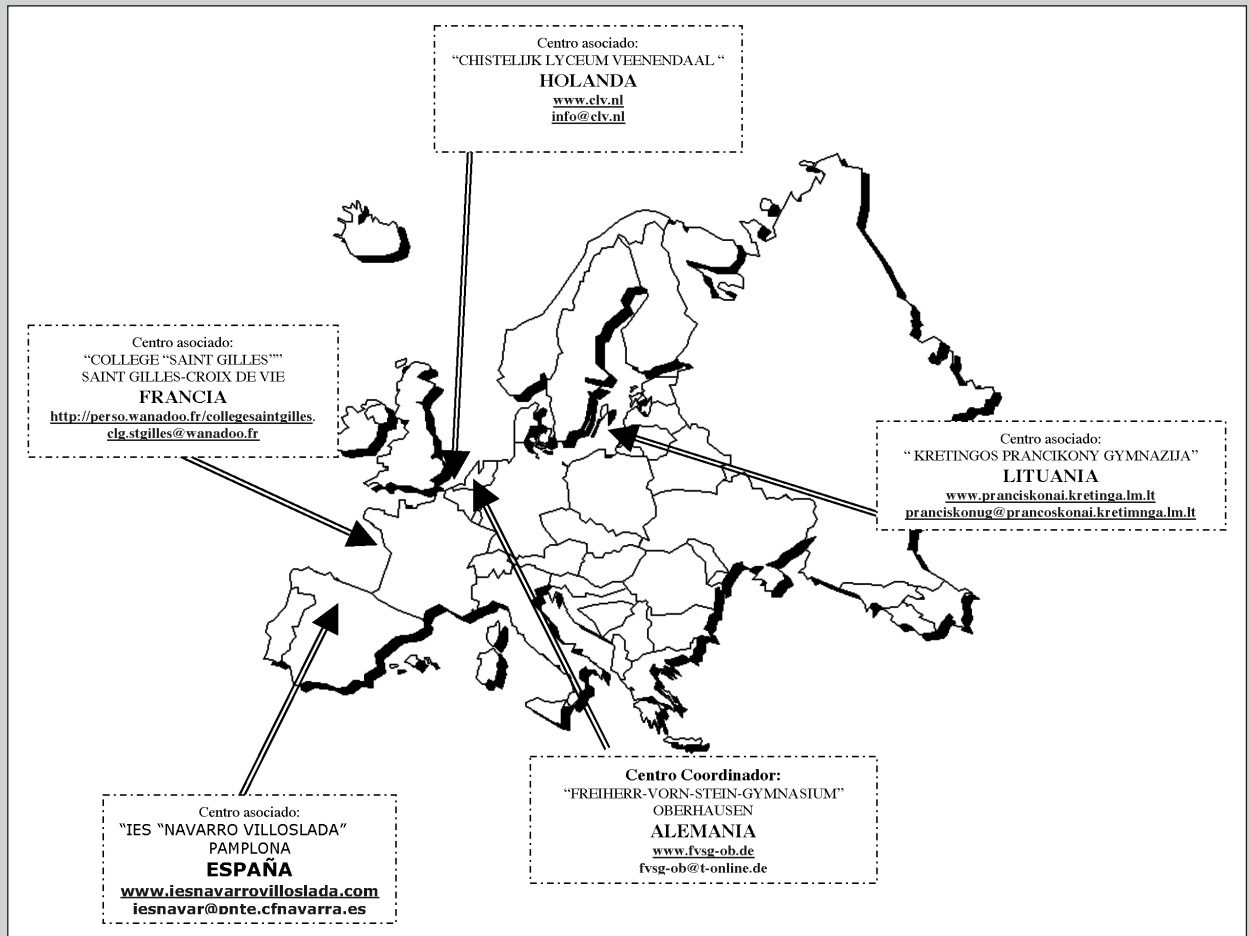 Centro asociado:
“CHISTELIJK LYCEUM VEENENDAAL “
HOLANDA
www.clv.nl
info@clv.nl
Centro asociado:
“COLLEGE “SAINT GILLES””
SAINT GILLES-CROIX DE VIE
FRANCIA
http://perso.wanadoo.fr/collegesaintgilles.
clg.stgilles@wanadoo.fr
Centro asociado:
“ KRETINGOS PRANCIKONY GYMNAZIJA”
LITUANIA
www.pranciskonai.kretinga.lm.lt
pranciskonug@prancoskonai.kretimnga.lm.lt
Centro Coordinador:
“FREIHERR-VORN-STEIN-GYMNASIUM”
OBERHAUSEN
ALEMANIA
www.fvsg-ob.de
fvsg-ob@t-online.de
Centro asociado:
“IES “NAVARRO VILLOSLADA”
PAMPLONA
ESPAÑA
www.iesnavarrovilloslada.com
iesnavar@pnte.cfnavarra.es